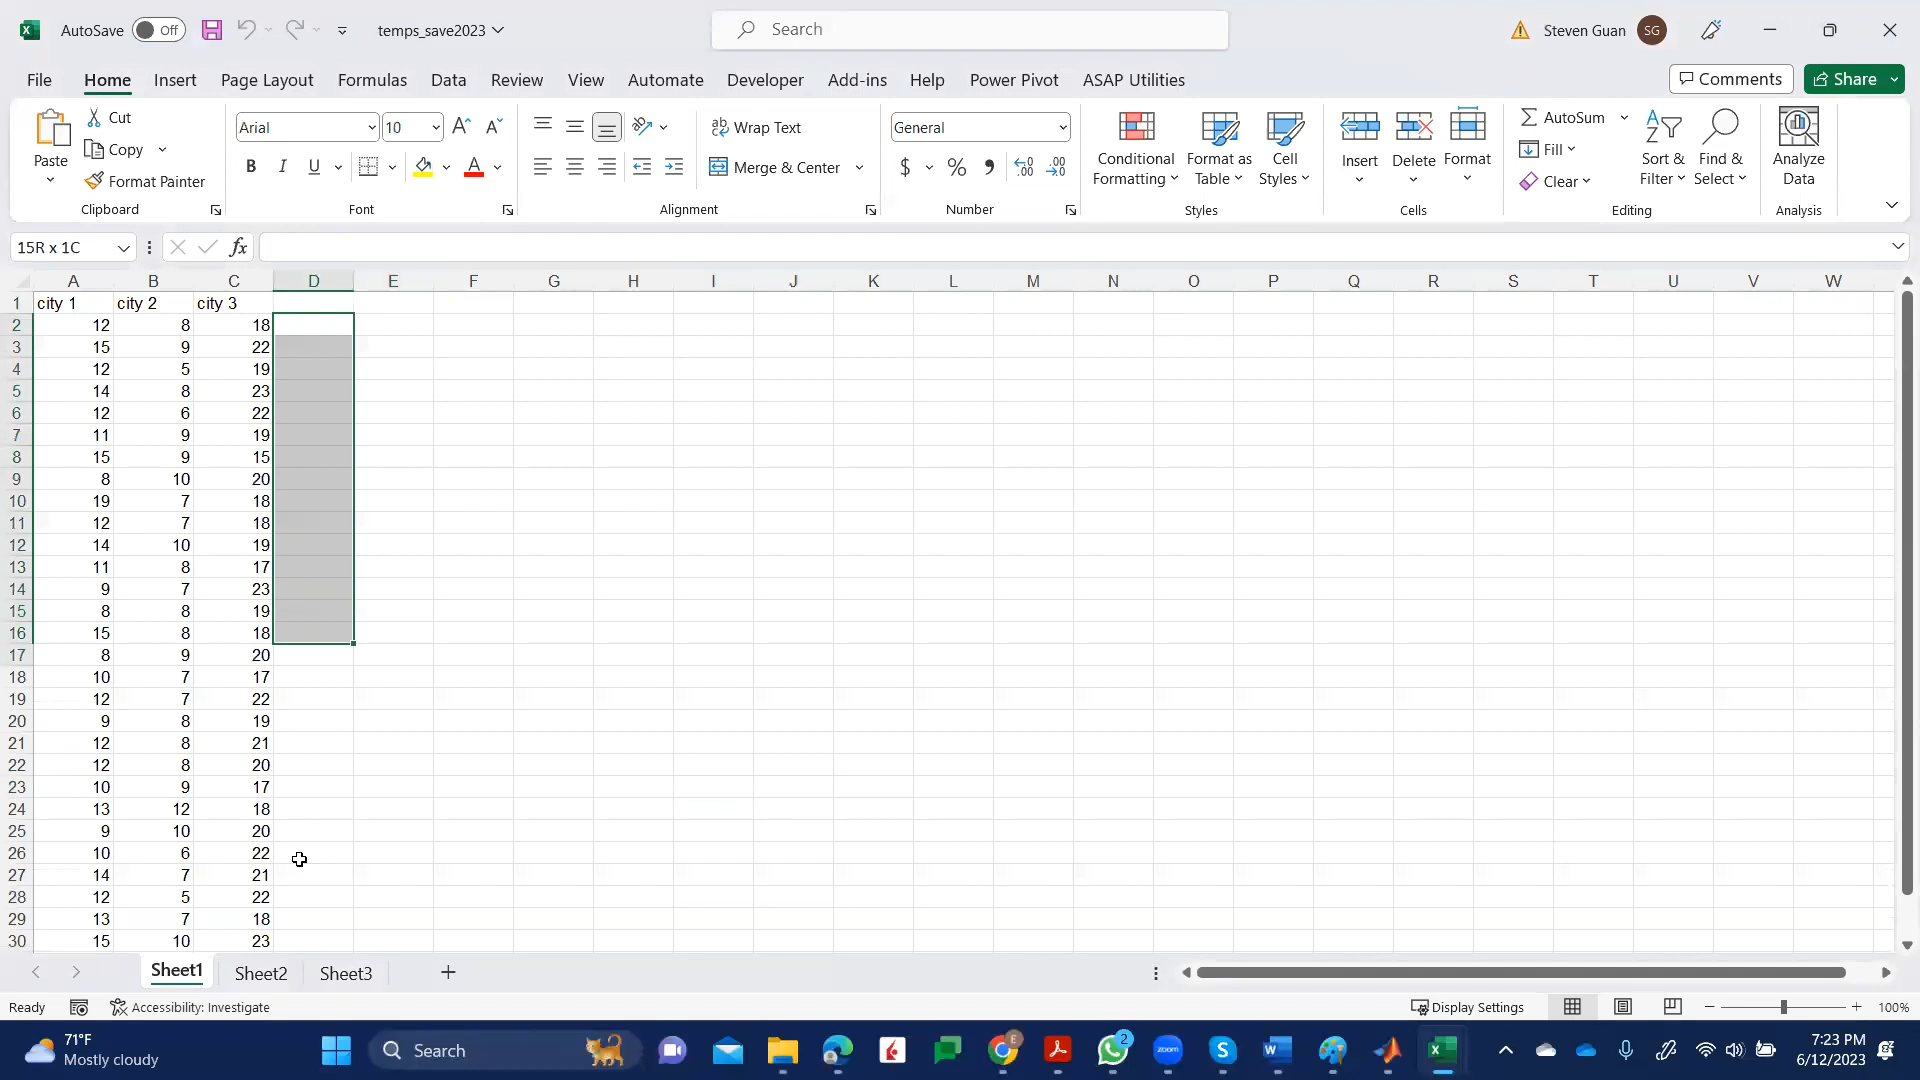 AutoSave Off temps_save2023 Search Steven Guan SG
File Home Insert Page Layout Formulas Data Review View Automate Developer Add-ins Help Power Pivot ASAP Utilities Comments Share
Paste Cut Copy Format Painter Clipboard
Arial 10 B I U A Font
Wrap Text Merge & Center Alignment
General $ % Number
Conditional Formatting Format as Table Cell Styles Styles
Insert Delete Format Cells
AutoSum Fill Clear Sort & Filter Find & Select Editing
Analyze Data Analysis
15R x 1C fx
A B C D E F G H I J K L M N O P Q R S T U V W
1 city 1 city 2 city 3
2 12 8 18
3 15 9 22
4 12 5 19
5 14 8 23
6 12 6 22
7 11 9 19
8 15 9 15
9 8 10 20
10 19 7 18
11 12 7 18
12 14 10 19
13 11 8 17
14 9 7 23
15 8 8 19
16 15 8 18
17 8 9 20
18 10 7 17
19 12 7 22
20 9 8 19
21 12 8 21
22 12 8 20
23 10 9 17
24 13 12 18
25 9 10 20
26 10 6 22
27 14 7 21
28 12 5 22
29 13 7 18
30 15 10 23
Sheet1 Sheet2 Sheet3 +
Ready Accessibility: Investigate Display Settings 100%
71°F Search 2 7:23 PM
Mostly cloudy 6/12/2023